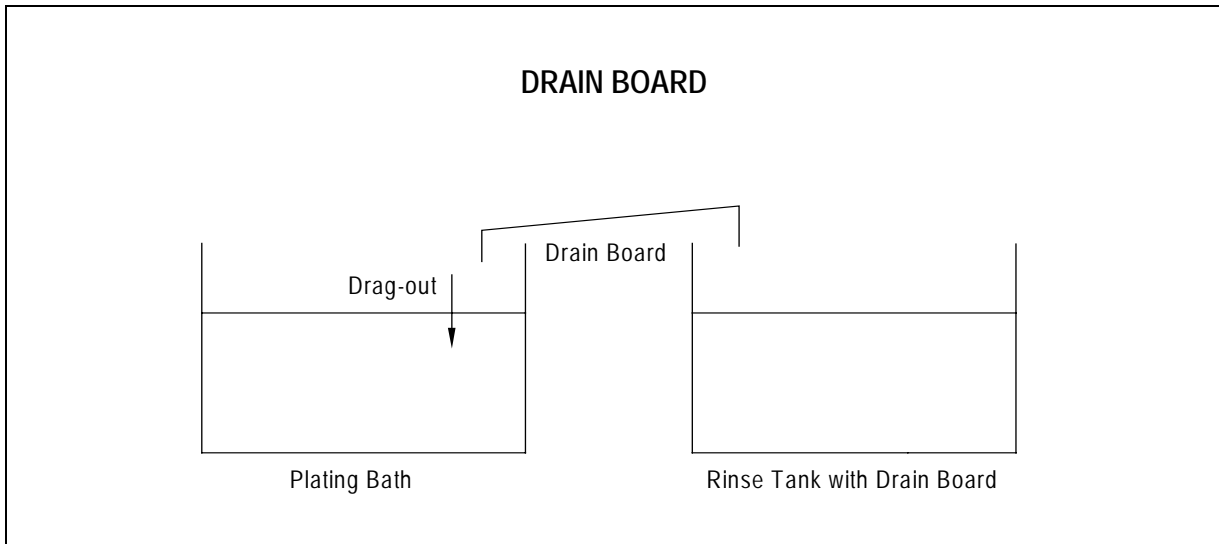 DRAIN BOARD
Drain Board
Drag-out
Plating Bath
Rinse Tank with Drain Board